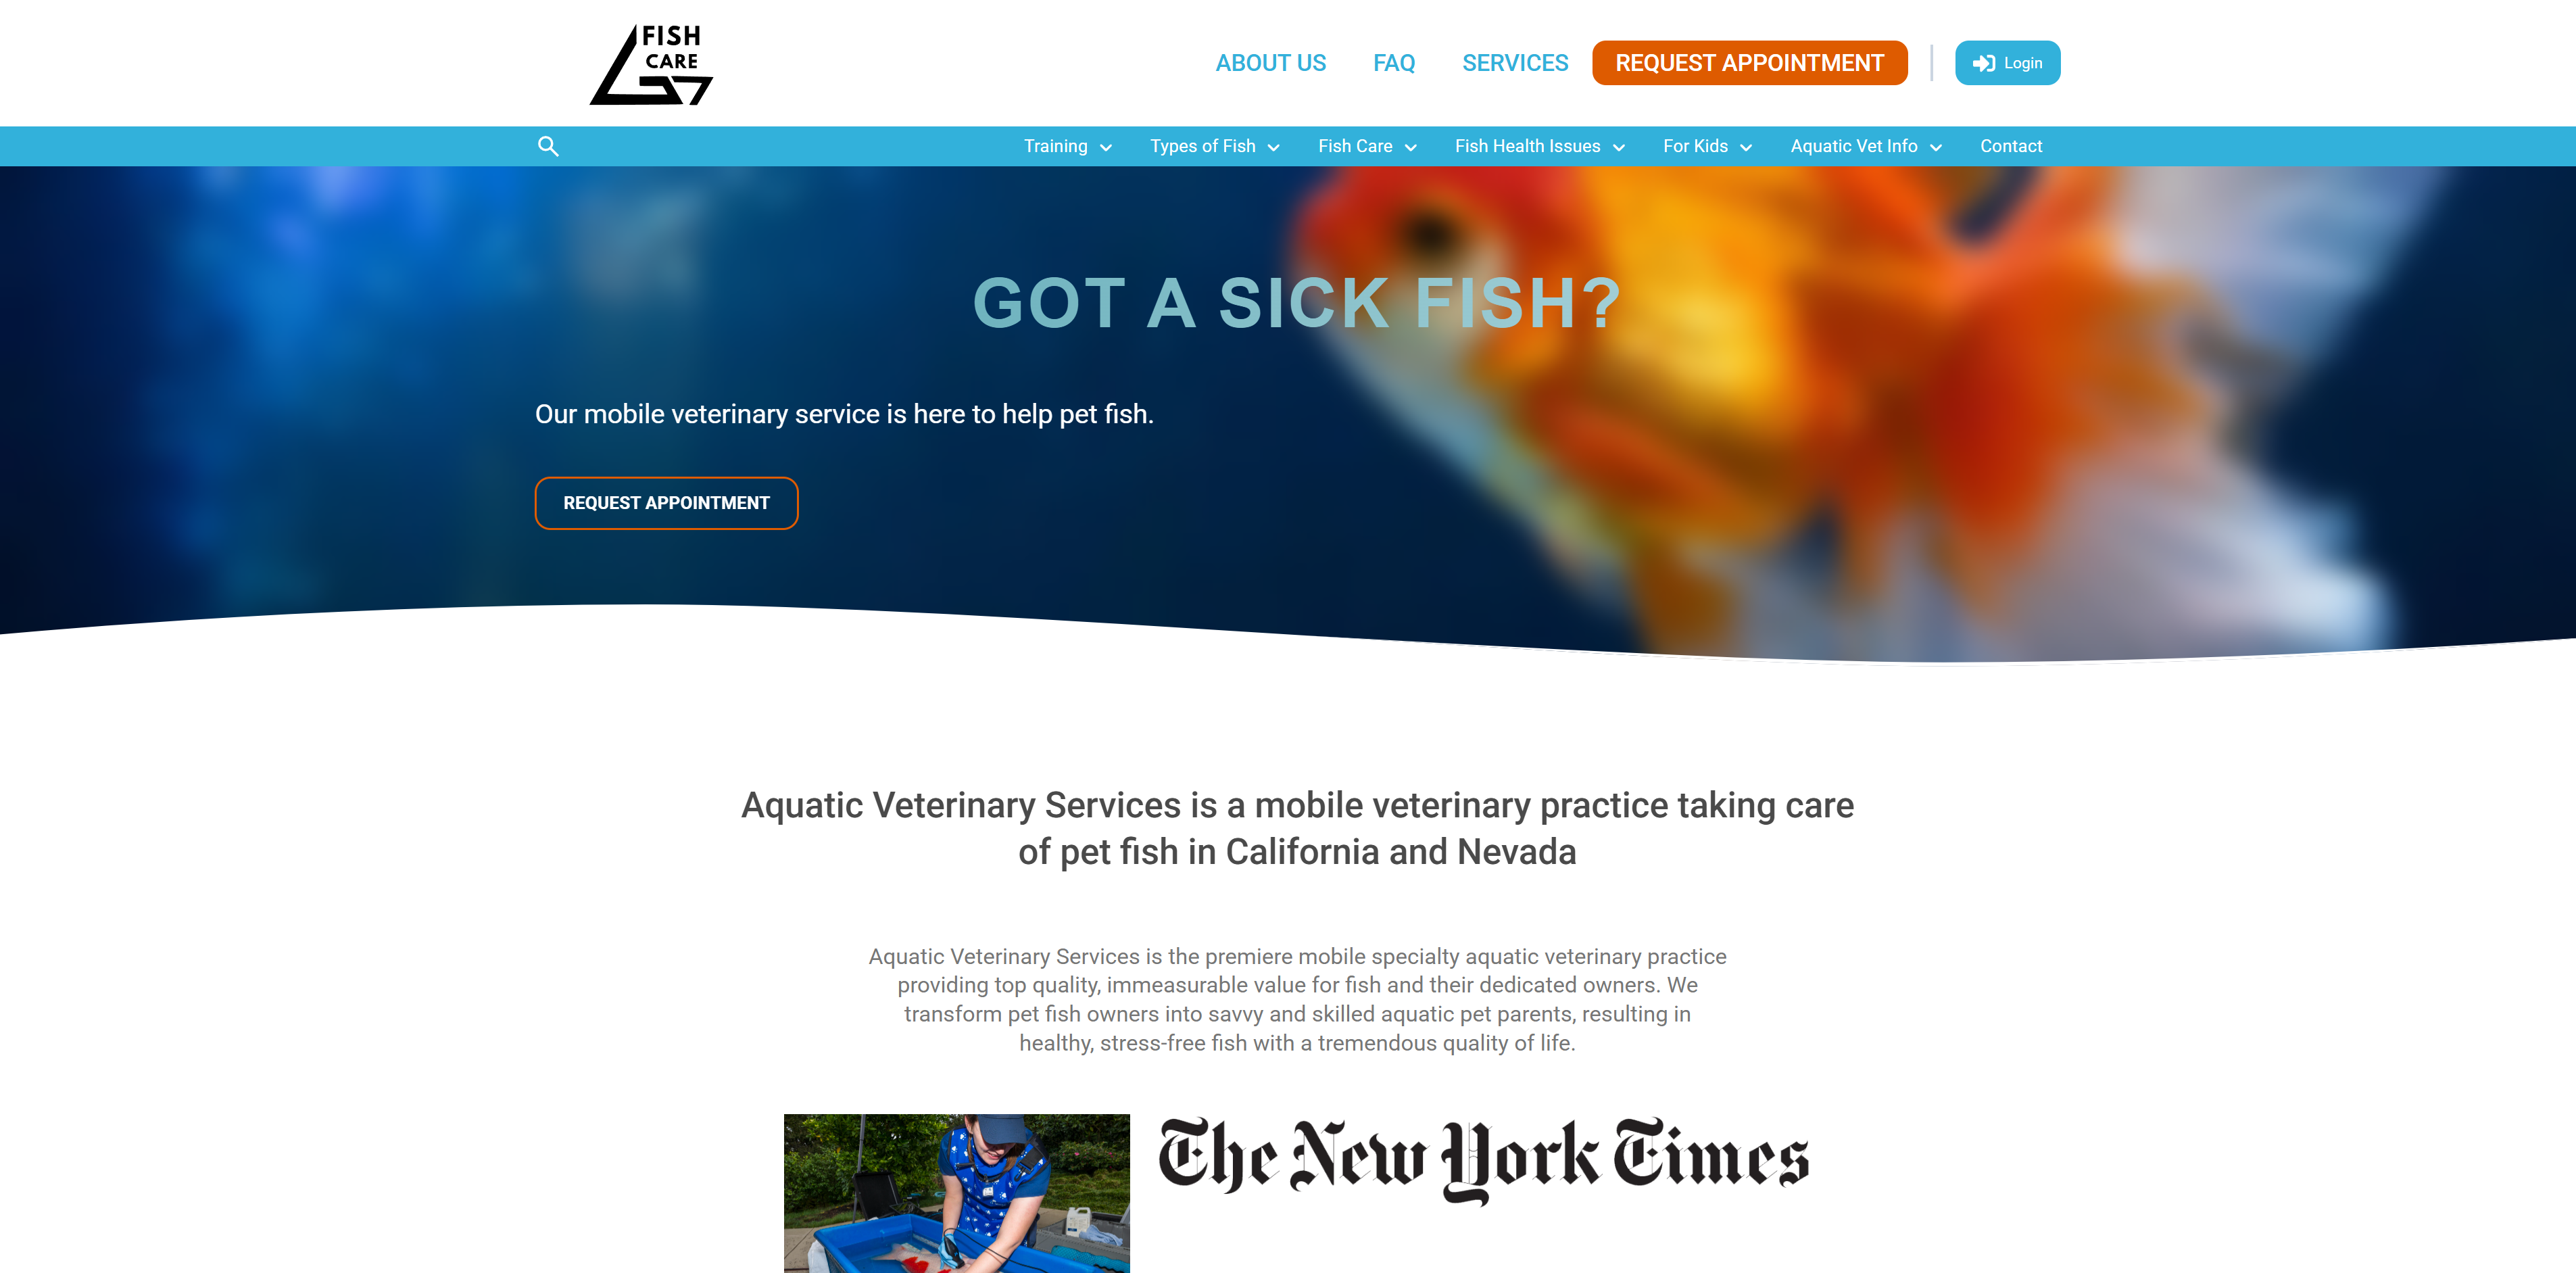 FISH
CARE
ABOUT US
FAQ
SERVICES
REQUEST APPOINTMENT
Login
Training
Types of Fish
Fish Care
Fish Health Issues
For Kids
Aquatic Vet Info
Contact
GOT A SICK FISH?
Our mobile veterinary service is here to help pet fish.
REQUEST APPOINTMENT
Aquatic Veterinary Services is a mobile veterinary practice taking care
of pet fish in California and Nevada
Aquatic Veterinary Services is the premiere mobile specialty aquatic veterinary practice
providing top quality, immeasurable value for fish and their dedicated owners. We
transform pet fish owners into savvy and skilled aquatic pet parents, resulting in
healthy, stress-free fish with a tremendous quality of life.
The New York Times